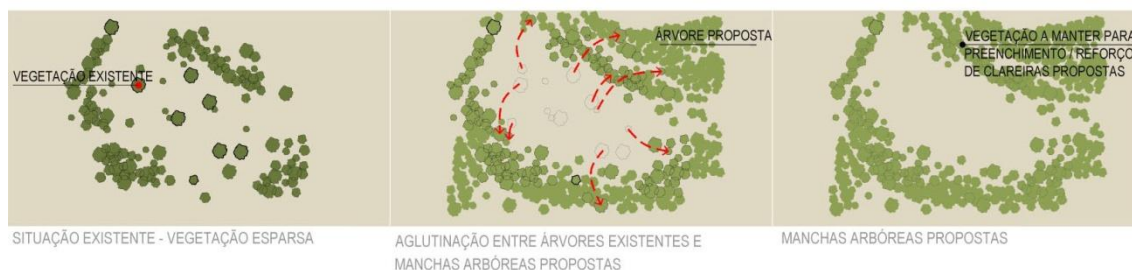 VEGETAÇÃO EXISTENTE
SITUAÇÃO EXISTENTE - VEGETAÇÃO ESPARSA
ÁRVORE PROPOSTA
AGLUTINAÇÃO ENTRE ÁRVORES EXISTENTES E
MANCHAS ARBÓREAS PROPOSTAS
VEGETAÇÃO A MANTER PARA
PREENCHIMENTO / REFORÇO
DE CLAREIRAS PROPOSTAS
MANCHAS ARBÓREAS PROPOSTAS